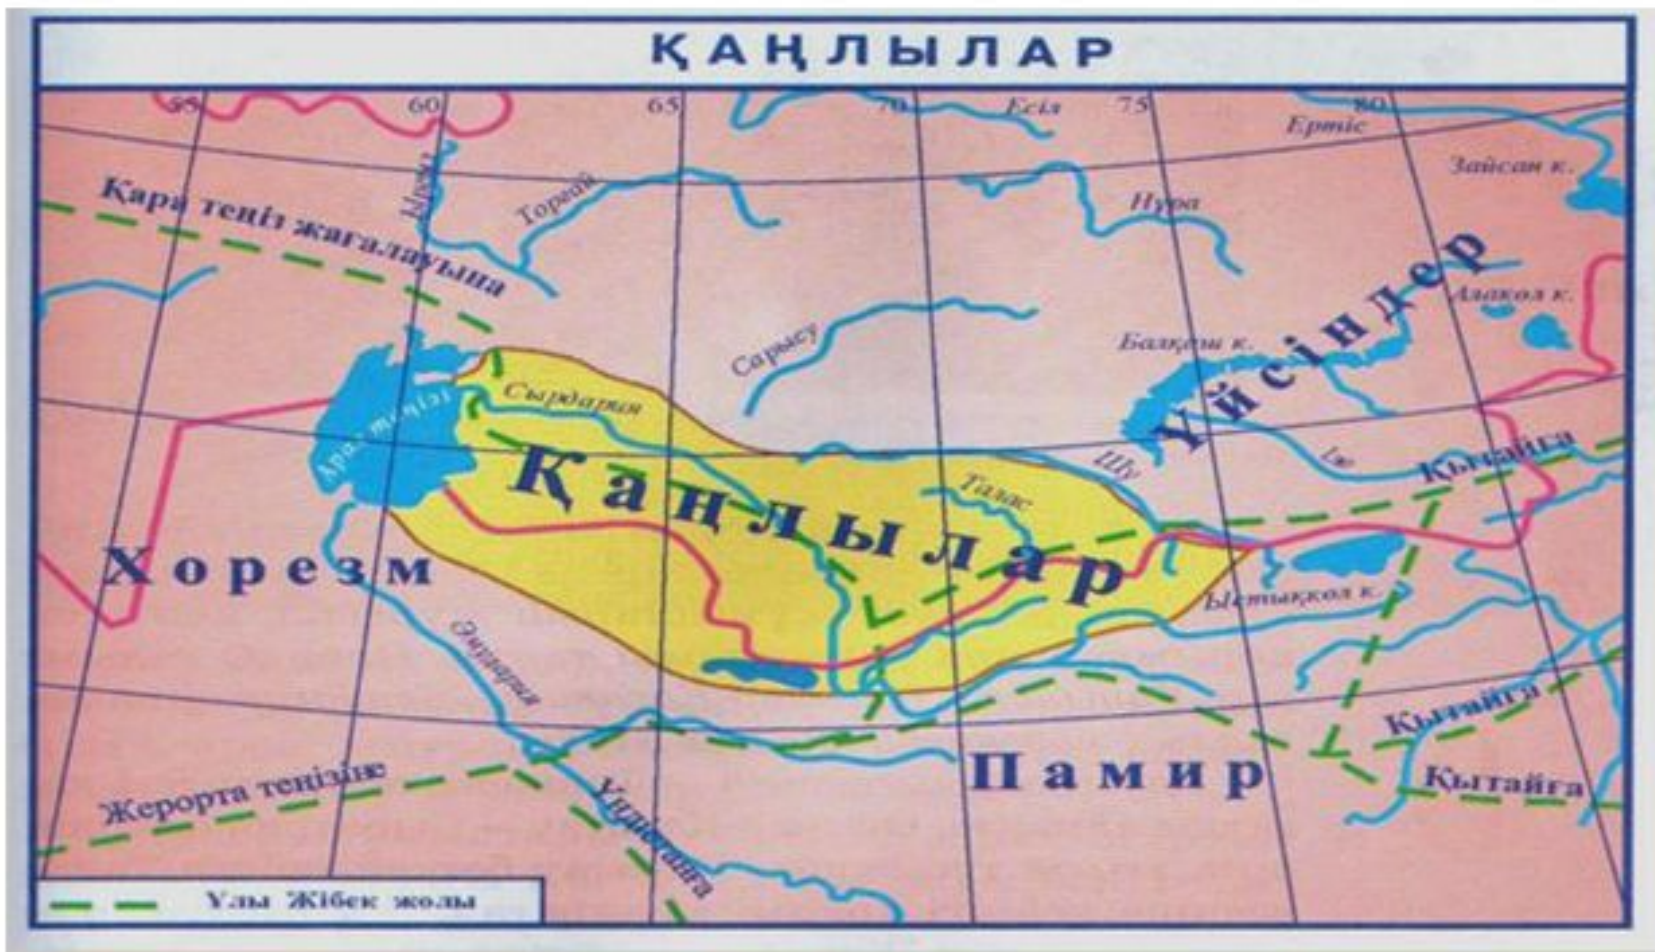 ҚАҢЛЫЛАР
55
60
65
70
Есіл
75
80
Ертіс
Зайсан к.
Ырғыз
Торғай
Нұра
Қара теңіз жағалауына
Үйсіндер
Алакөл к.
Сарысу
Балқаш к.
Сырдария
Арал теңізі
Қаңлылар
Шу
Талас
Іле
Қытайға
Хорезм
Ыстықкөл к.
Әмудария
Қытайға
Памир
Қытайға
Жерорта теңізіне
Үндістанға
Ұлы Жібек жолы